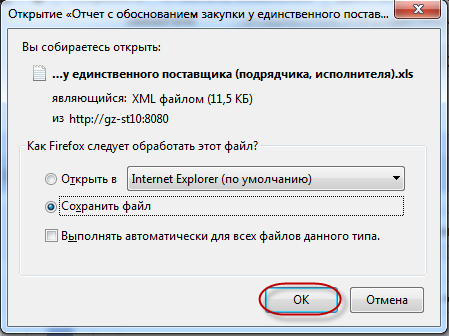 Открытие «Отчет с обоснованием закупки у единственного постав...
Вы собираетесь открыть:
...у единственного поставщика (подрядчика, исполнителя).xls
являющийся: XML файлом (11,5 КБ)
из http://gz-st10:8080
Как Firefox следует обработать этот файл?
Открыть в Internet Explorer (по умолчанию)
Сохранить файл
Выполнять автоматически для всех файлов данного типа.
ОК Отмена